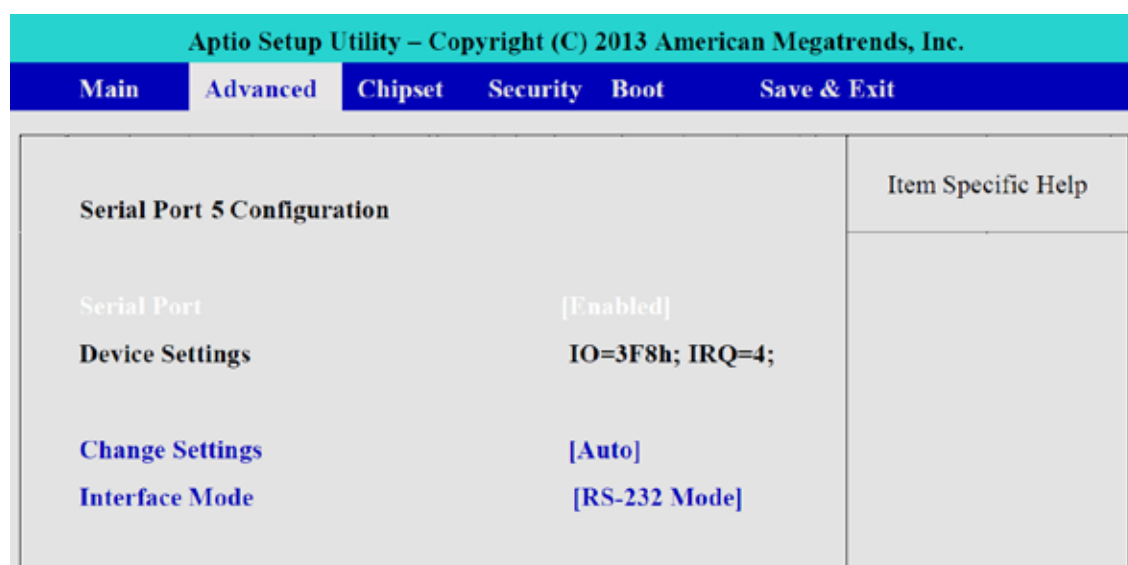 Aptio Setup Utility – Copyright (C) 2013 American Megatrends, Inc.
Main Advanced Chipset Security Boot Save & Exit
Item Specific Help
Serial Port 5 Configuration
Serial Port [Enabled]
Device Settings IO=3F8h; IRQ=4;
Change Settings [Auto]
Interface Mode [RS-232 Mode]